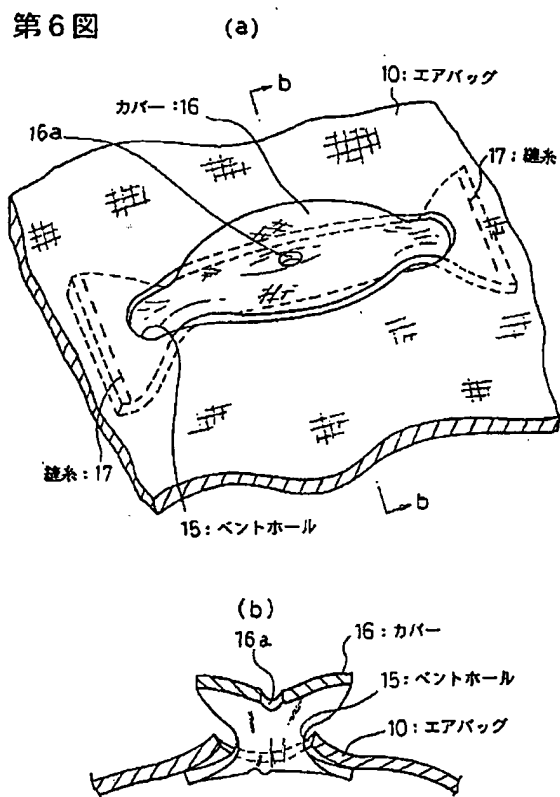 第6図
(a)
b
10:エアバッグ
カバー:16
16a
17:縫糸
縫糸:17
15:ベントホール
b
(b)
16a
16:カバー
15:ベントホール
10:エアバッグ